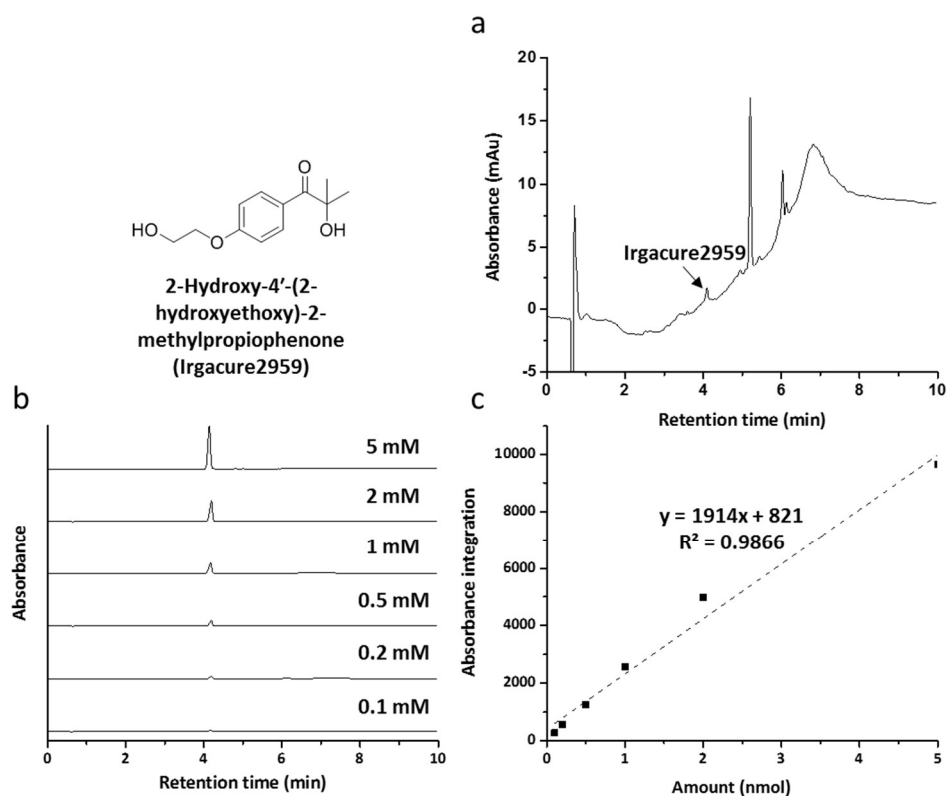 a
20
15
10
5
0
-5
Absorbance (mAu)
Irgacure2959
0 2 4 6 8 10
Retention time (min)
O
HO
O
OH
2-Hydroxy-4′-(2-
hydroxyethoxy)-2-
methylpropiophenone
(Irgacure2959)
b
5 mM
2 mM
1 mM
0.5 mM
0.2 mM
0.1 mM
Absorbance
0 2 4 6 8 10
Retention time (min)
c
10000
8000
6000
4000
2000
0
Absorbance integration
y = 1914x + 821
R² = 0.9866
0 1 2 3 4 5
Amount (nmol)